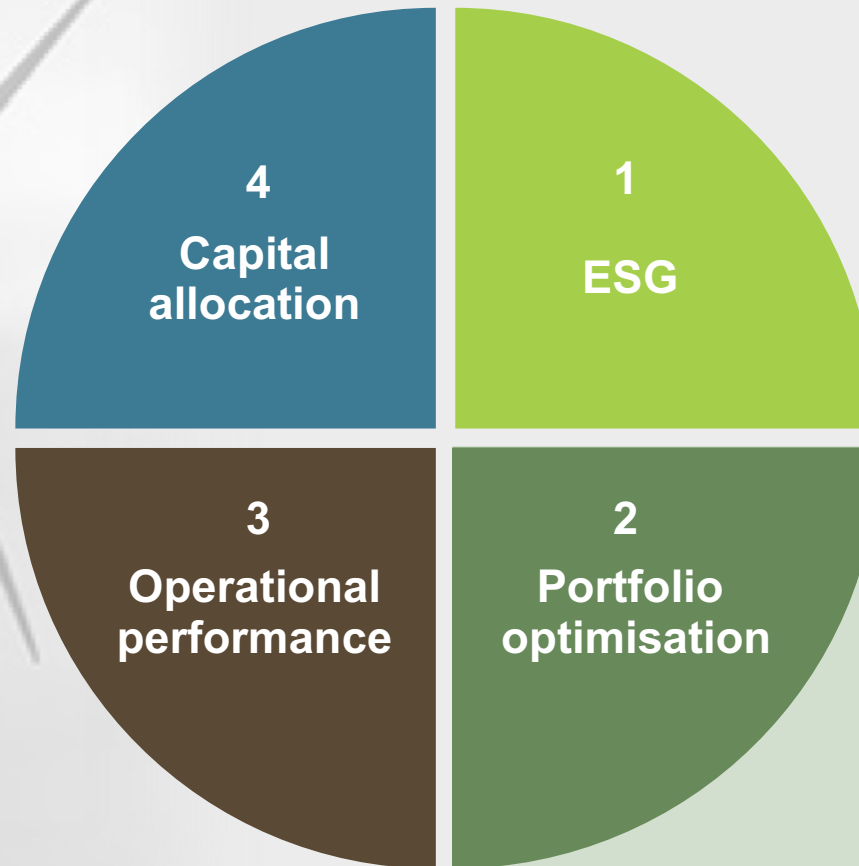 4
Capital
allocation
1
ESG
3
Operational
performance
2
Portfolio
optimisation